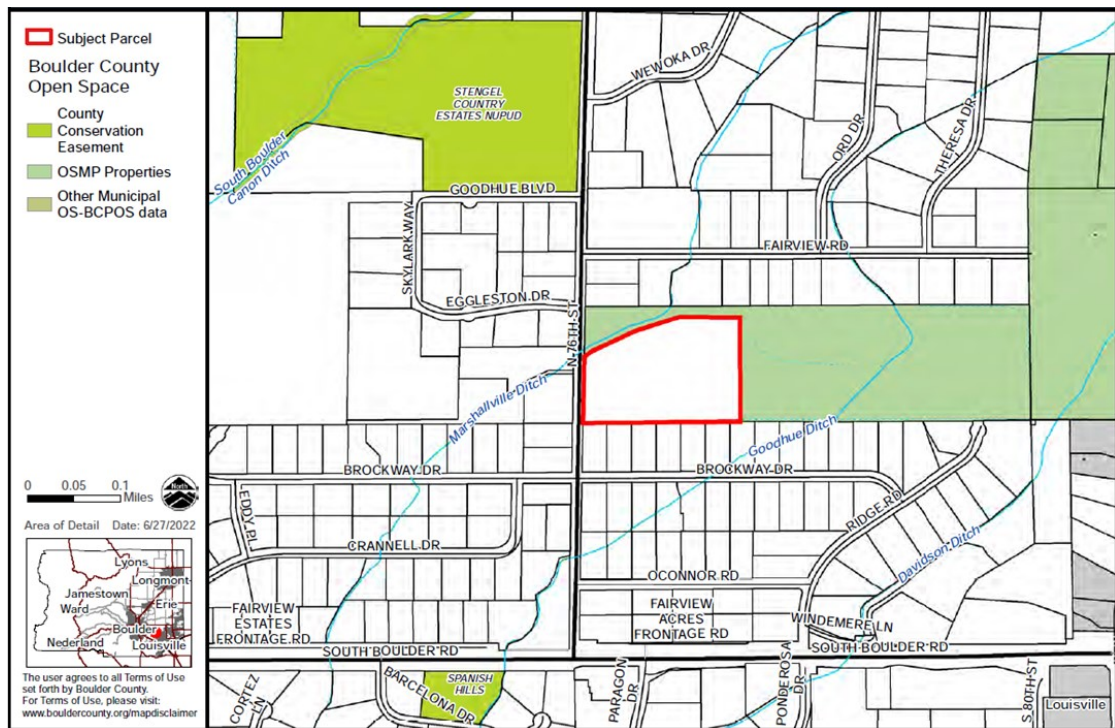 Subject Parcel
Boulder County
Open Space
County
Conservation
Easement
OSMP Properties
Other Municipal
OS-BCPOS data
0 0.05 0.1
Miles
North
Area of Detail Date: 6/27/2022
Lyons
Longmont
Jamestown
Ward
Erie
Boulder
Nederland
Louisville
The user agrees to all Terms of Use
set forth by Boulder County.
For Terms of Use, please visit:
www.bouldercounty.org/mapdisclaimer
STENGEL
COUNTRY
ESTATES NUPUD
South Boulder
Canon Ditch
WEWOKA DR
ORD DR
THERESA DR
GOODHUE BLVD
SKYLARK WAY
EGGLESTON DR
FAIRVIEW RD
N 76TH ST
Marshallville Ditch
Goodhue Ditch
BROCKWAY DR
BROCKWAY DR
EDDY PL
CRANNELL DR
RIDGE RD
Davidson Ditch
OCONNOR RD
FAIRVIEW
ESTATES
FRONTAGE RD
FAIRVIEW
ACRES
FRONTAGE RD
WINDEMERE LN
SOUTH BOULDER RD
SOUTH BOULDER RD
CORTEZ
LN
BARCELONA DR
SPANISH
HILLS
PARAGON
DR
PONDEROSA
DR
S 80TH ST
Louisville